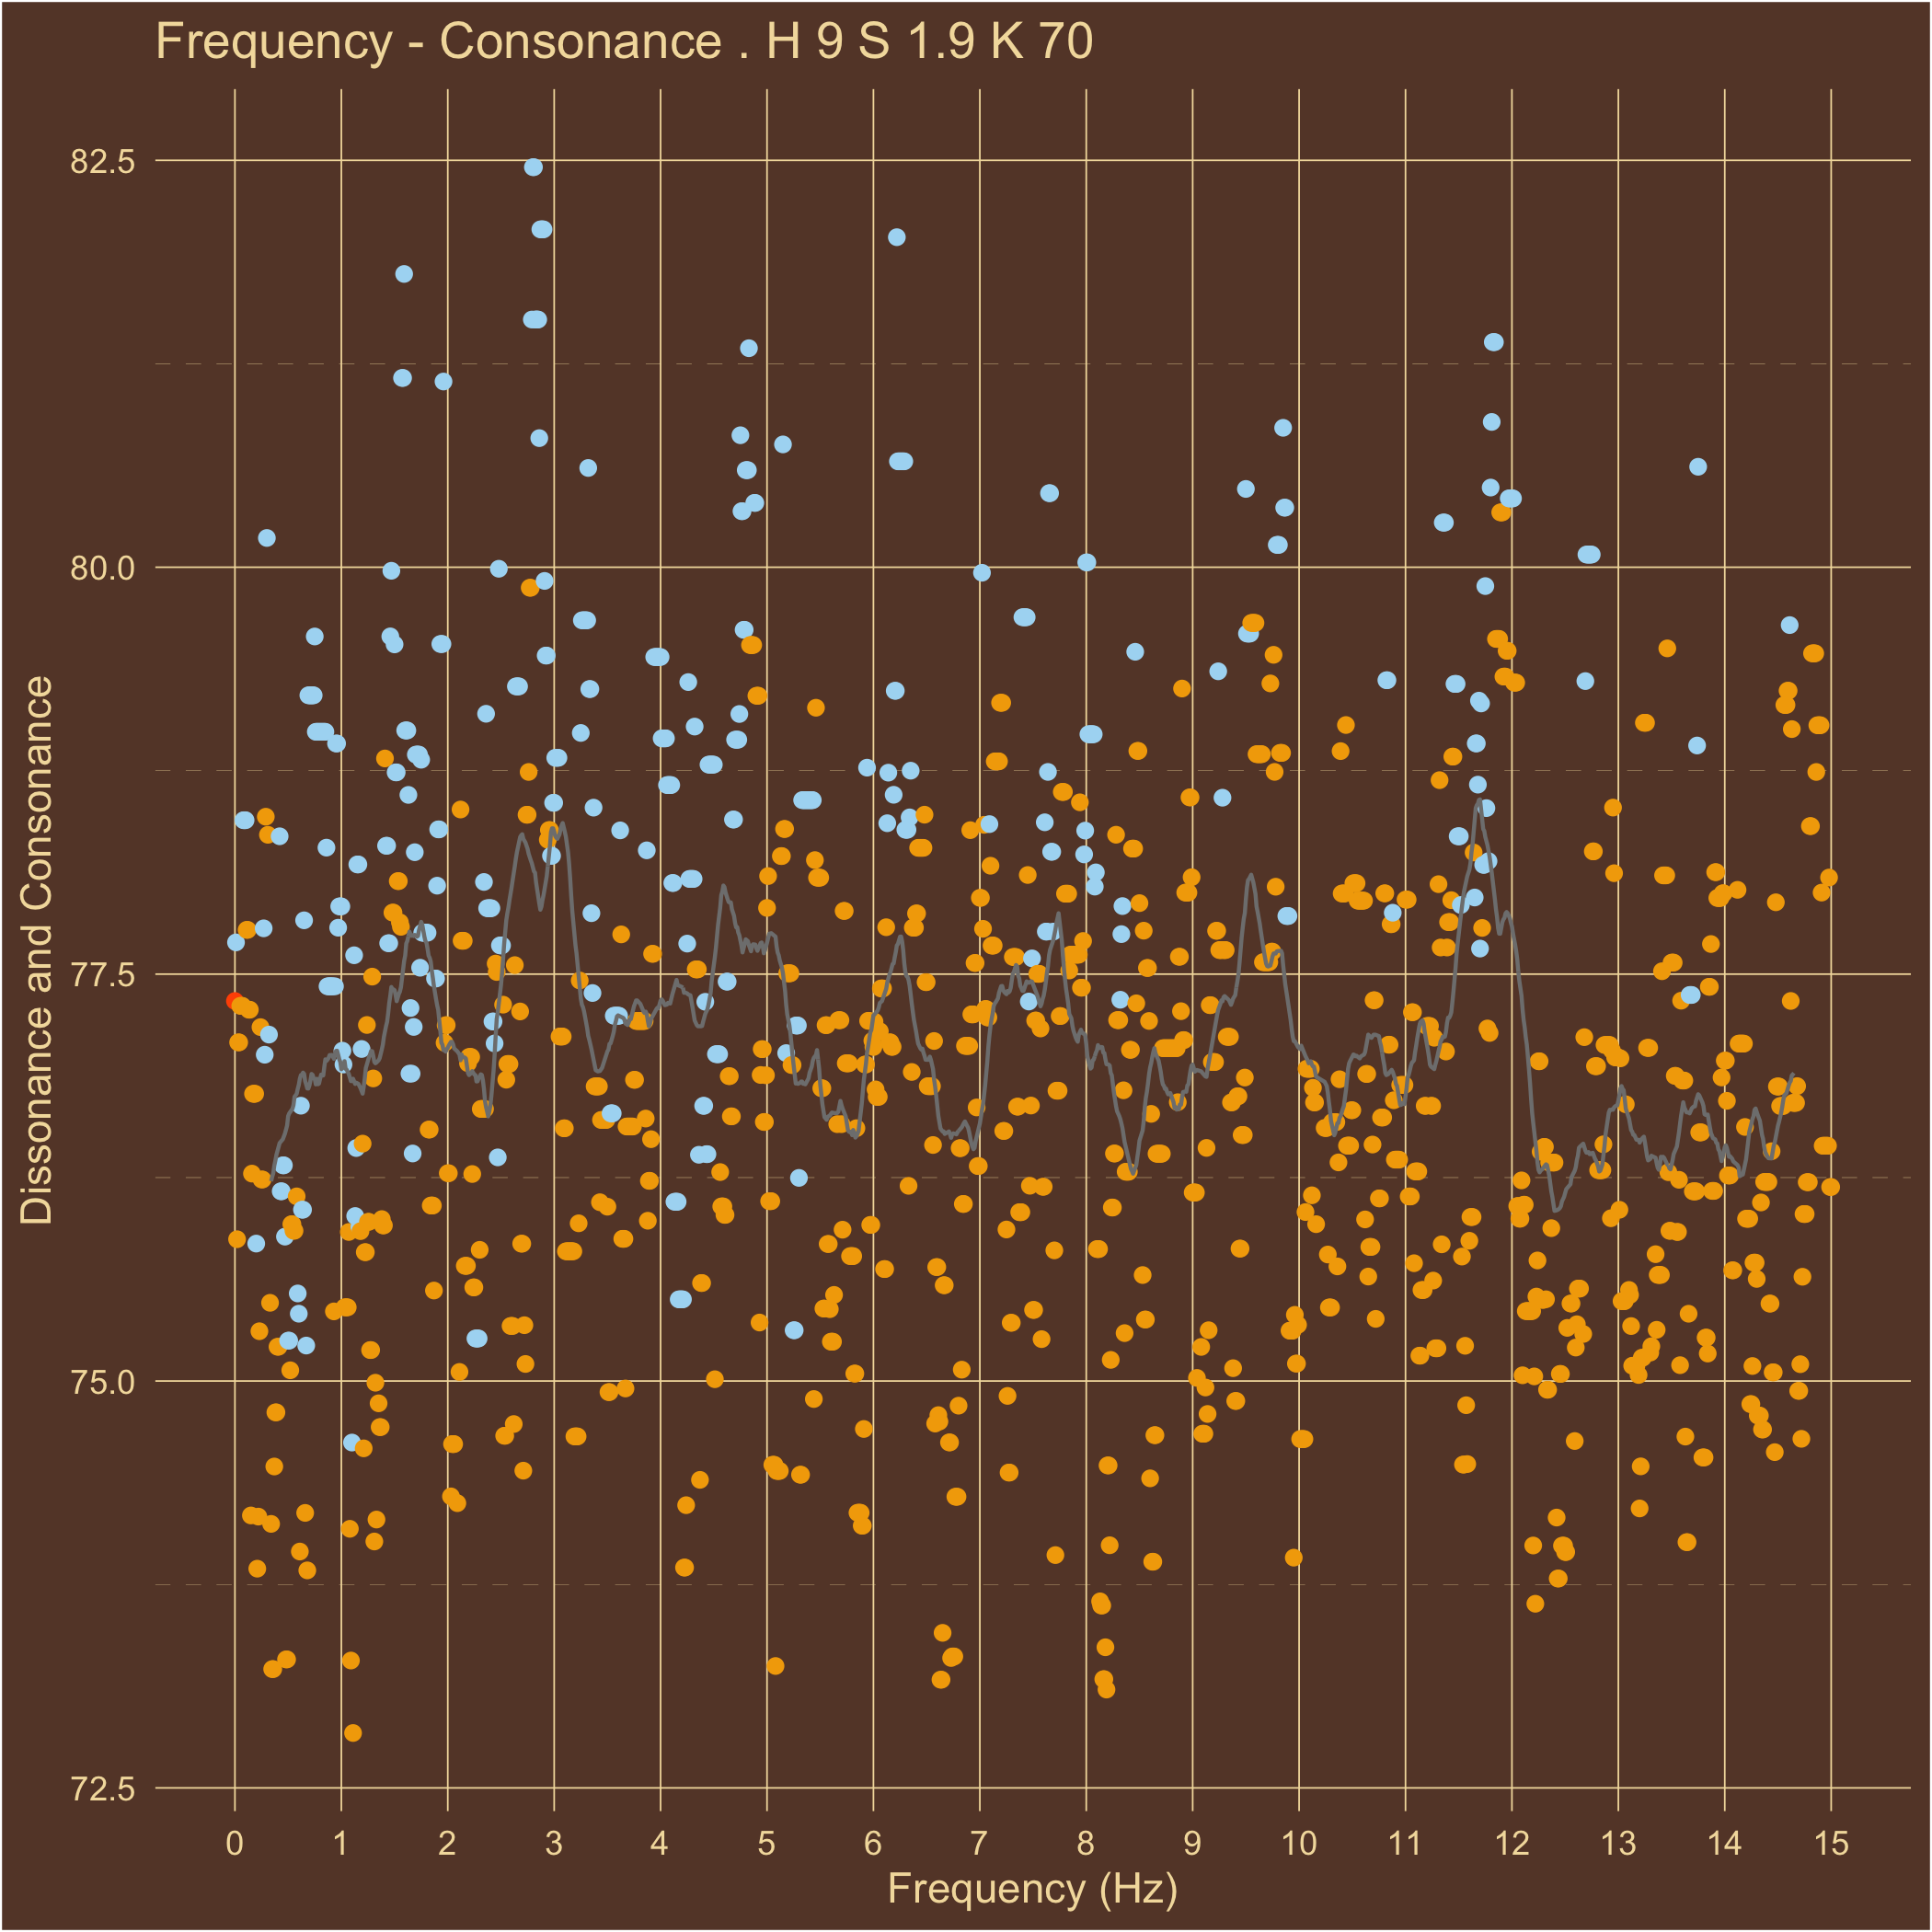 Frequency - Consonance . H 9 S 1.9 K 70
Dissonance and Consonance
82.5
80.0
77.5
75.0
72.5
0 1 2 3 4 5 6 7 8 9 10 11 12 13 14 15
Frequency (Hz)